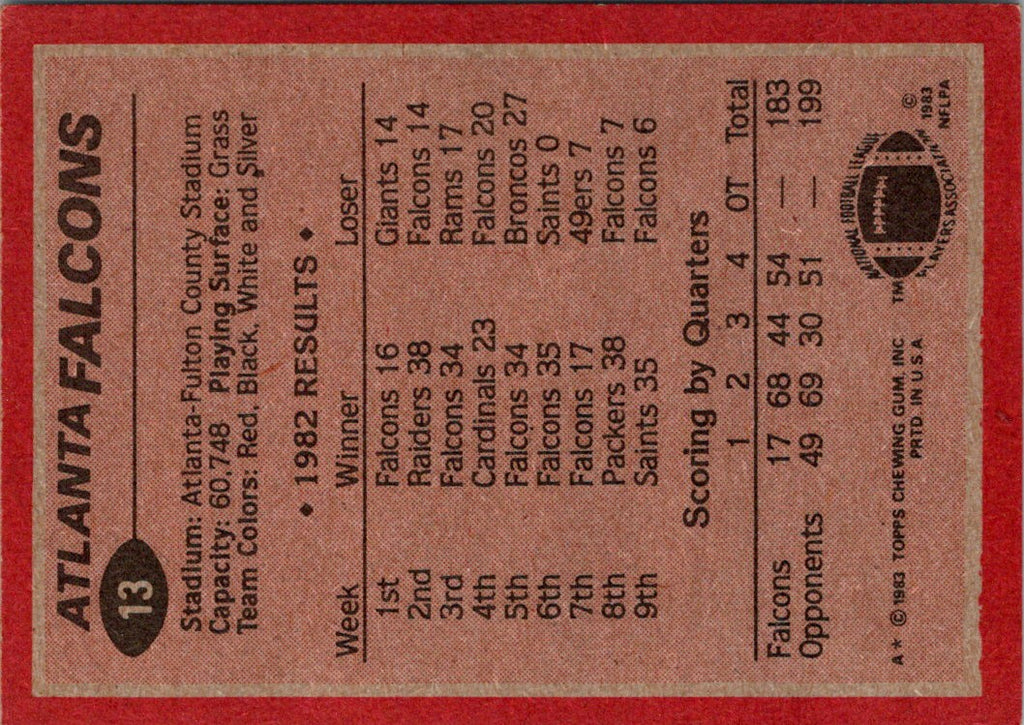 ATLANTA FALCONS
13
Stadium: Atlanta-Fulton County Stadium
Capacity: 60,748 Playing Surface: Grass
Team Colors: Red, Black, White and Silver
◆ 1982 RESULTS ◆
Week Winner Loser
1st Falcons 16 Giants 14
2nd Raiders 38 Falcons 14
3rd Falcons 34 Rams 17
4th Cardinals 23 Falcons 20
5th Falcons 34 Broncos 27
6th Falcons 35 Saints 0
7th Falcons 17 49ers 7
8th Packers 38 Falcons 7
9th Saints 35 Falcons 6
Scoring by Quarters
1 2 3 4 OT Total
Falcons 17 68 44 54 — 183
Opponents 49 69 30 51 — 199
A* © 1983 TOPPS CHEWING GUM INC
PRTD IN U S A
TM
NATIONAL FOOTBALL LEAGUE
PLAYERS ASSOCIATION
©
1983
NFLPA